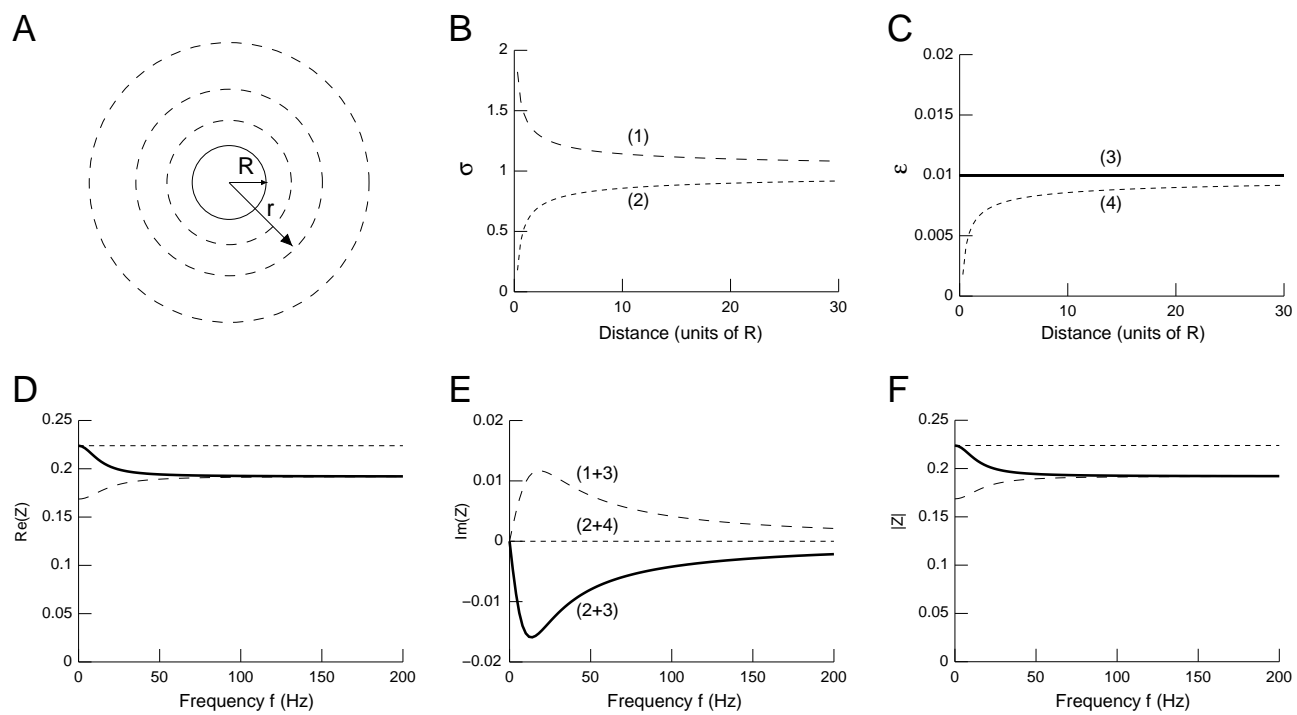 A
R
r
B
2
1.5
1
0.5
0
σ
(1)
(2)
0 10 20 30
Distance (units of R)
C
0.02
0.015
0.01
0.005
0
ε
(3)
(4)
0 10 20 30
Distance (units of R)
D
0.25
0.2
0.15
0.1
0.05
0
Re(Z)
0 50 100 150 200
Frequency f (Hz)
E
0.02
0.01
0
−0.01
−0.02
Im(Z)
(1+3)
(2+4)
(2+3)
0 50 100 150 200
Frequency f (Hz)
F
0.25
0.2
0.15
0.1
0.05
0
|Z|
0 50 100 150 200
Frequency f (Hz)